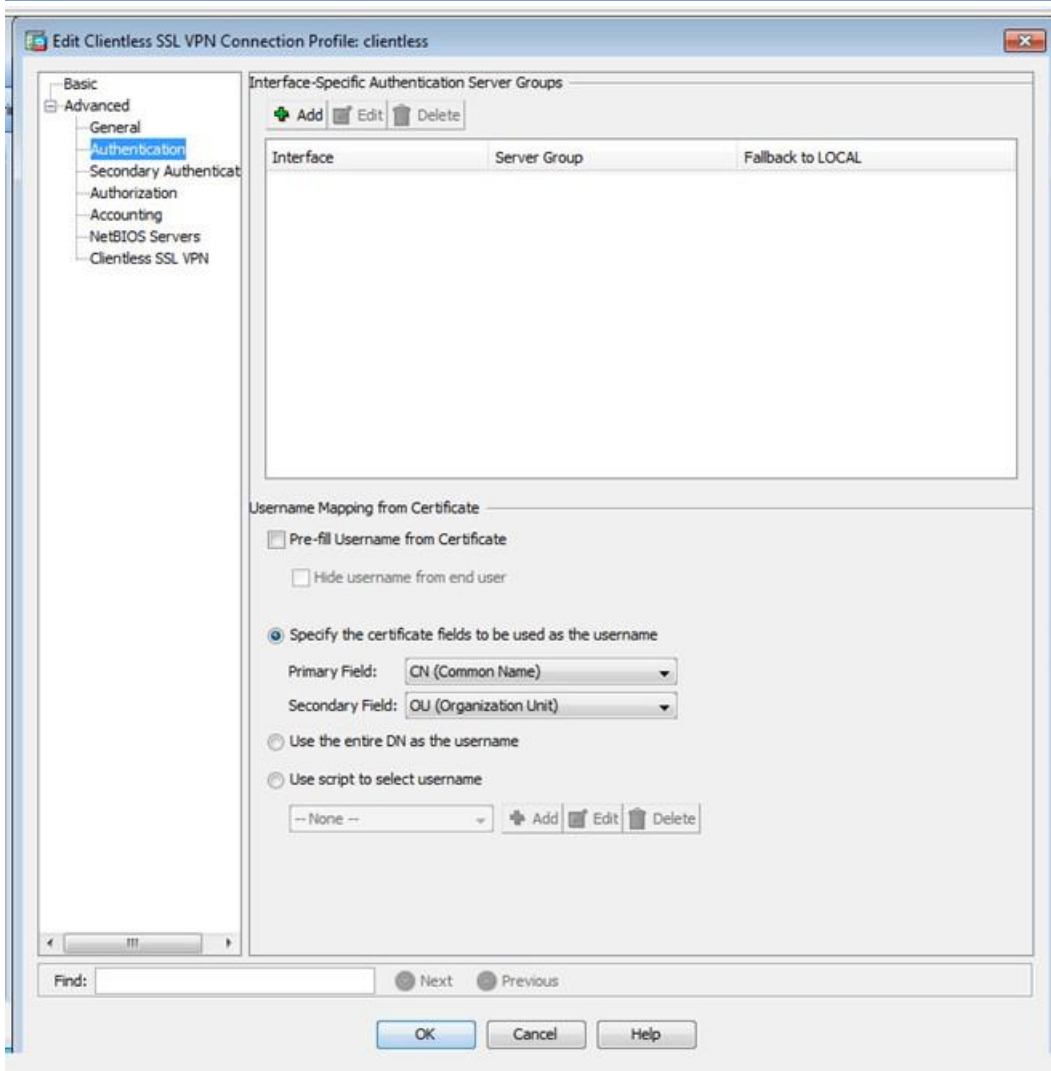 Edit Clientless SSL VPN Connection Profile: clientless
Basic
Advanced
General
Authentication
Secondary Authenticat
Authorization
Accounting
NetBIOS Servers
Clientless SSL VPN
Interface-Specific Authentication Server Groups
Add Edit Delete
Interface Server Group Fallback to LOCAL
Username Mapping from Certificate
Pre-fill Username from Certificate
Hide username from end user
Specify the certificate fields to be used as the username
Primary Field: CN (Common Name)
Secondary Field: OU (Organization Unit)
Use the entire DN as the username
Use script to select username
-- None -- Add Edit Delete
Find: Next Previous
OK Cancel Help